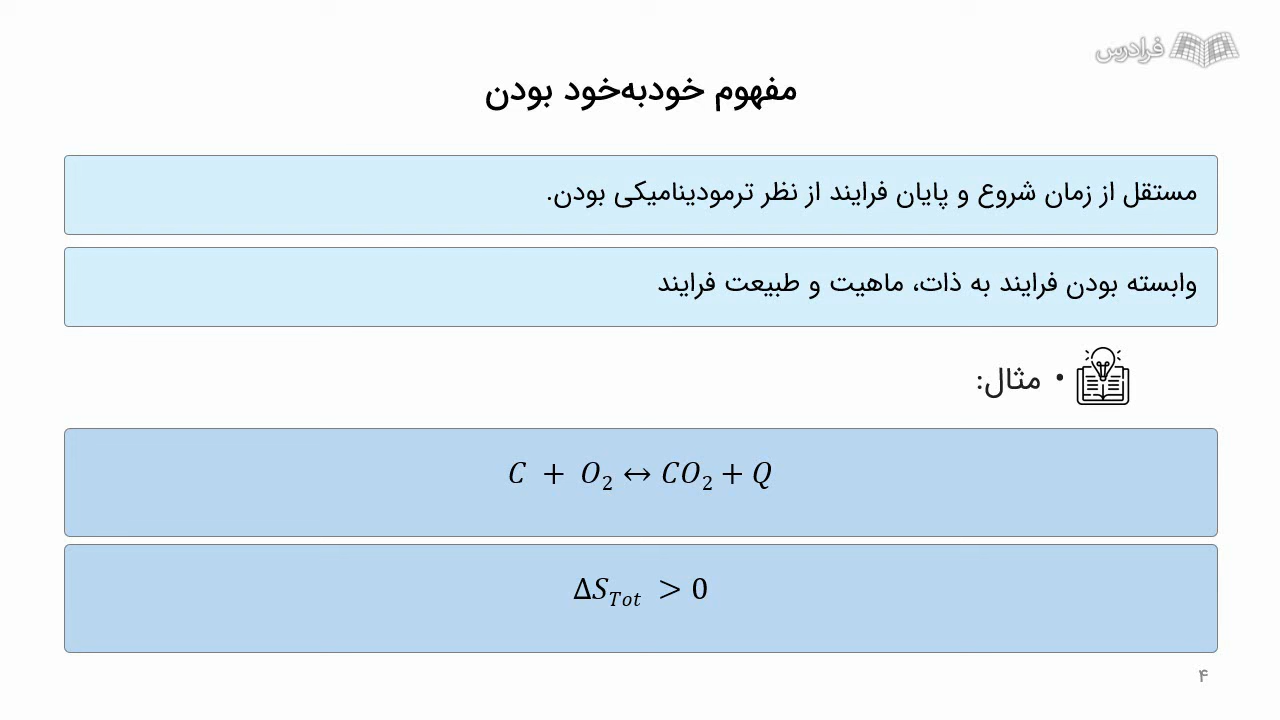 فرادرس
مفهوم خودبه‌خود بودن
مستقل از زمان شروع و پایان فرایند از نظر ترمودینامیکی بودن.
وابسته بودن فرایند به ذات، ماهیت و طبیعت فرایند
• مثال:
C + O₂ ↔ CO₂ + Q
ΔS_Tot > 0
۴